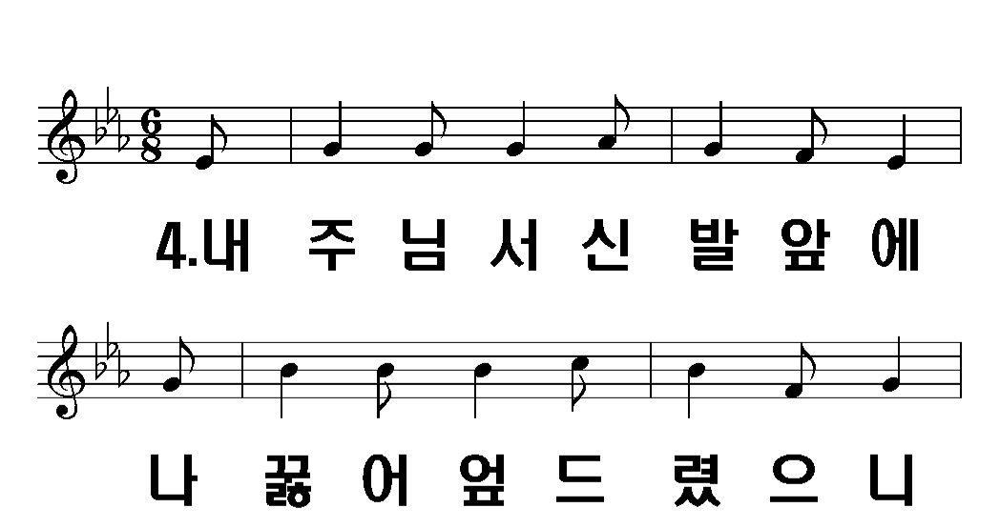 4.내 주 님 서 신 발 앞 에
나 꿇 어 엎 드 렸 으 니